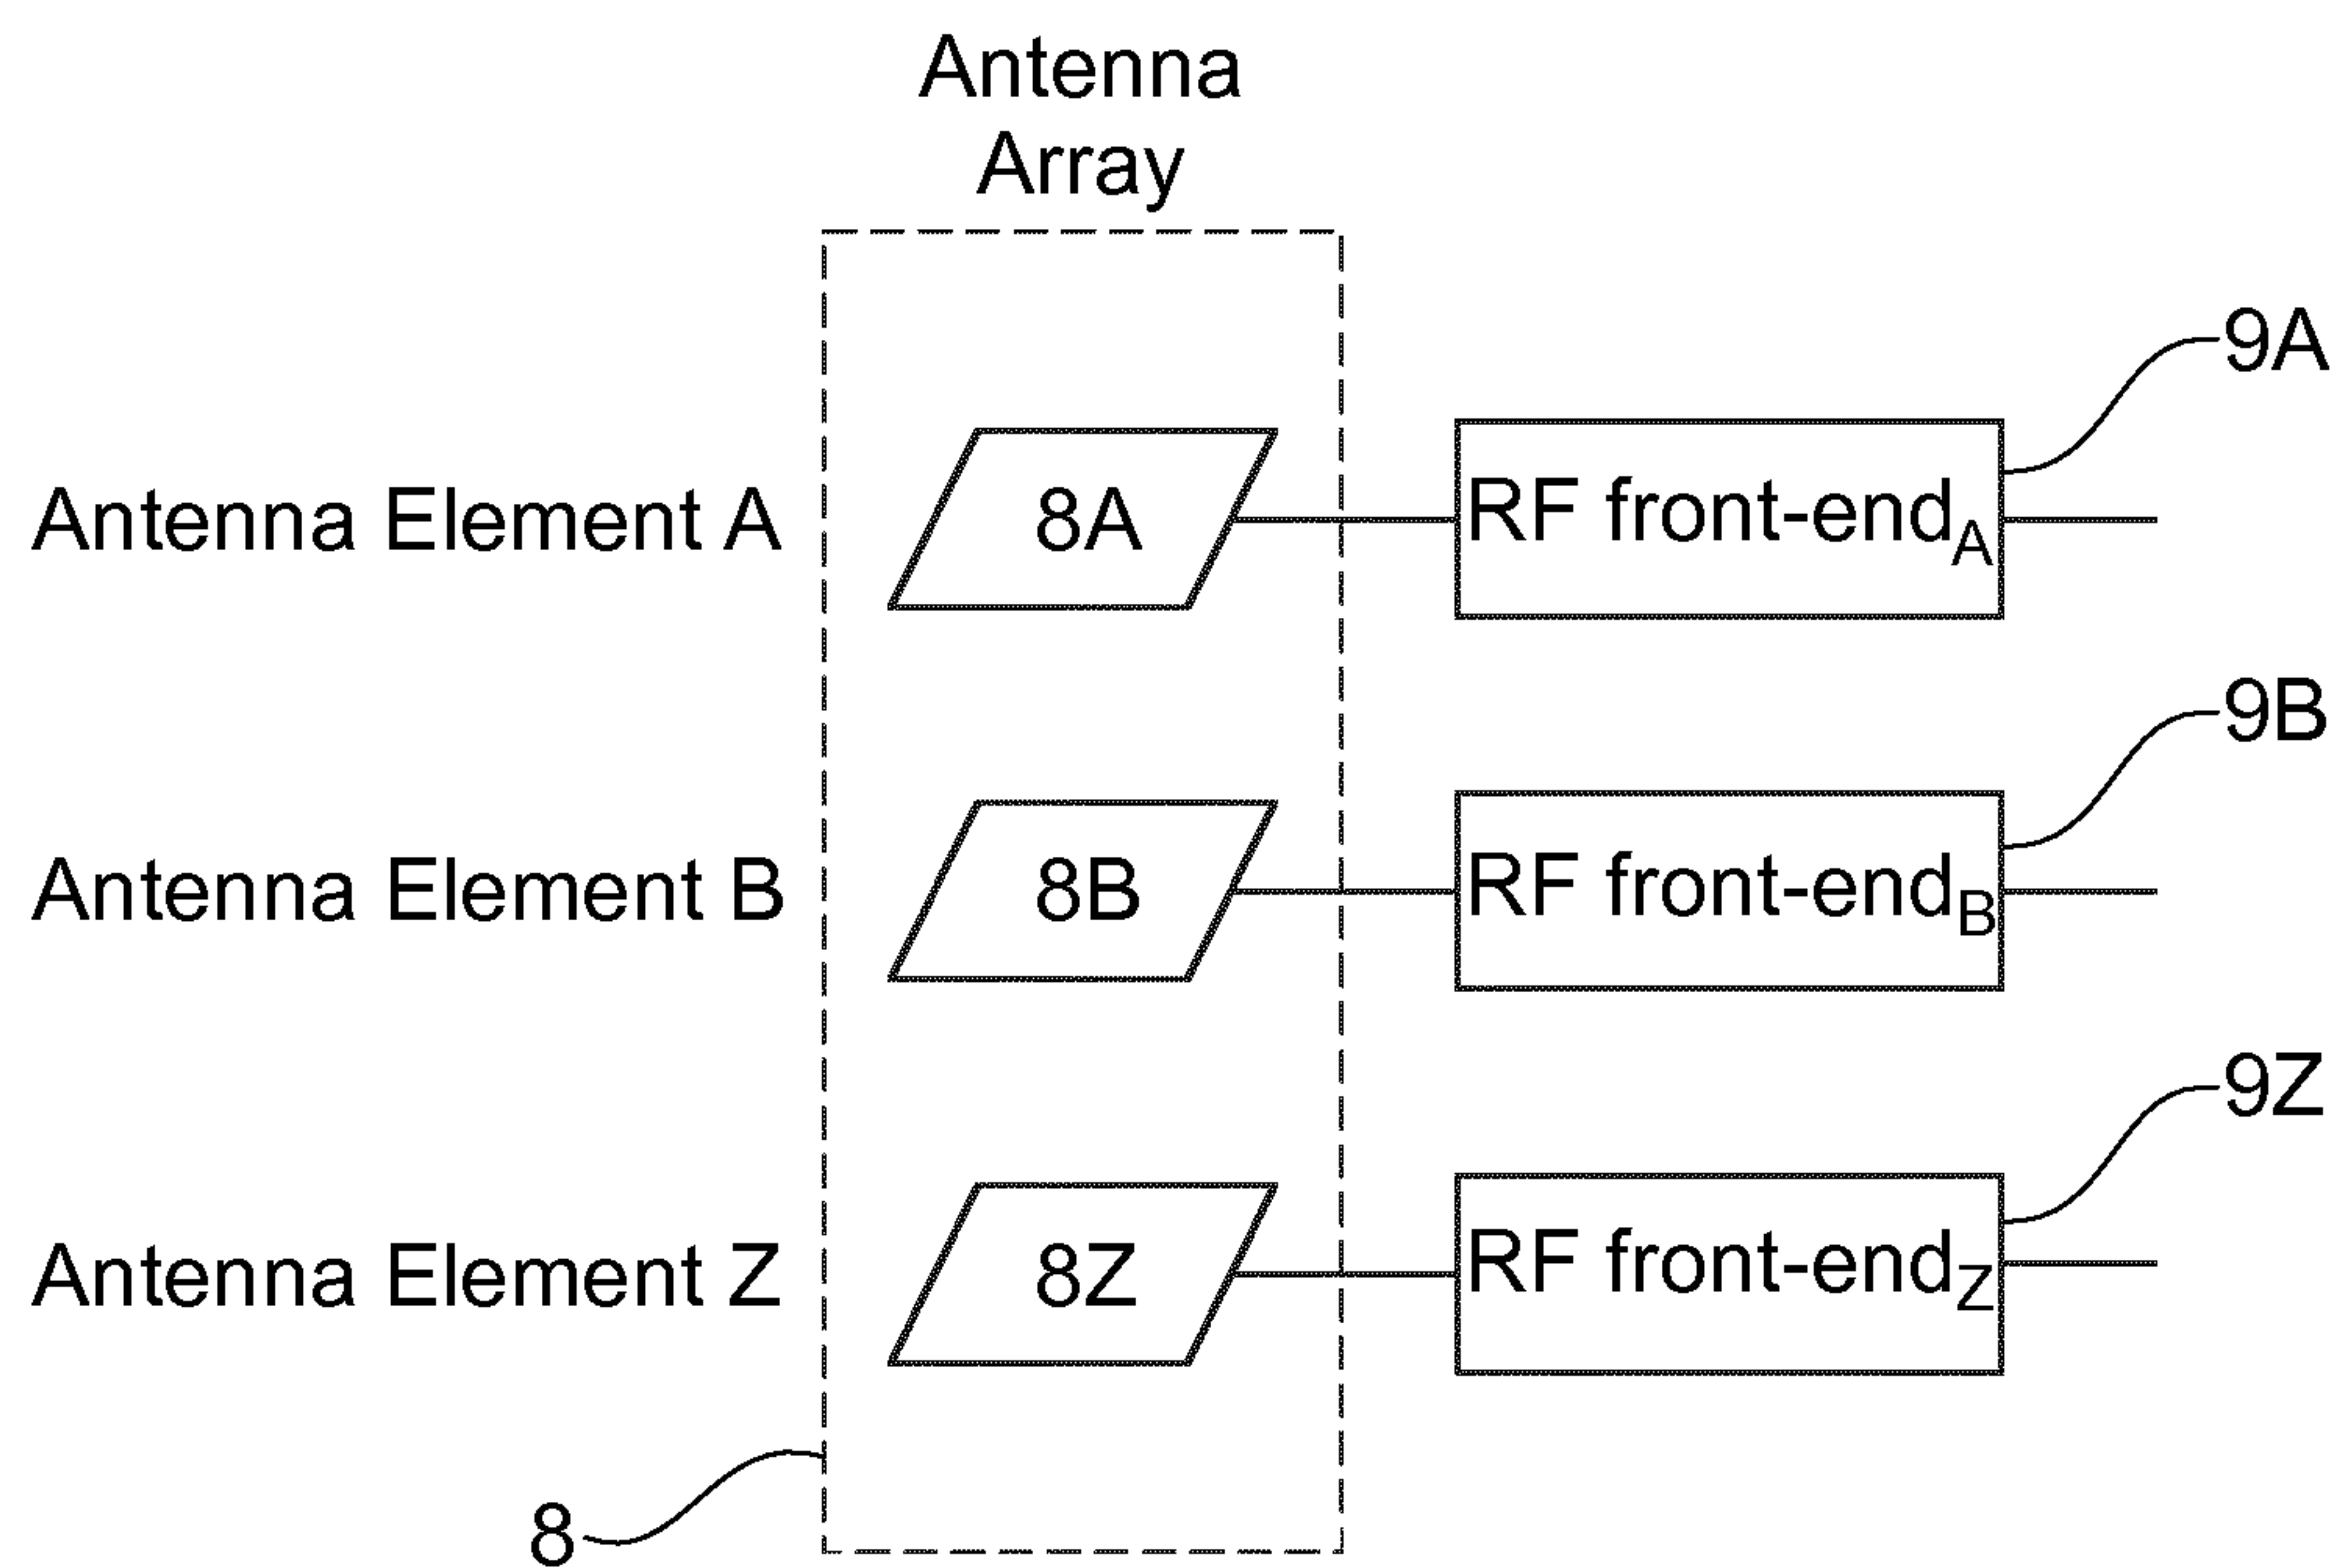 Antenna
Array
9A
Antenna Element A
8A
RF front-endA
9B
Antenna Element B
8B
RF front-endB
9Z
Antenna Element Z
8Z
RF front-endZ
8